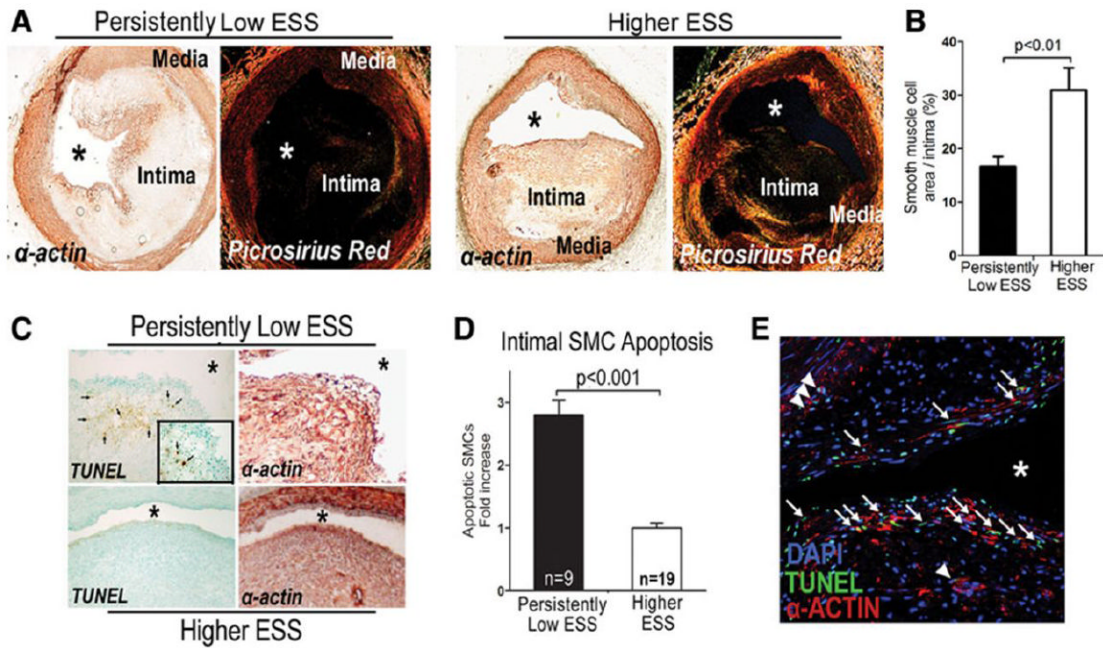 A
Persistently Low ESS
Higher ESS
Media
Media
*
*
Intima
Intima
α-actin
Picrosirius Red
*
*
Intima
Intima
Media
Media
α-actin
Picrosirius Red
B
p<0.01
Smooth muscle cell
area / intima (%)
40
30
20
10
0
Persistently
Low ESS
Higher
ESS
C
Persistently Low ESS
*
*
TUNEL
α-actin
*
*
TUNEL
α-actin
Higher ESS
D
Intimal SMC Apoptosis
p<0.001
Apoptotic SMCs
Fold increase
3
2
1
0
n=9
n=19
Persistently
Low ESS
Higher
ESS
E
*
DAPI
TUNEL
α-ACTIN